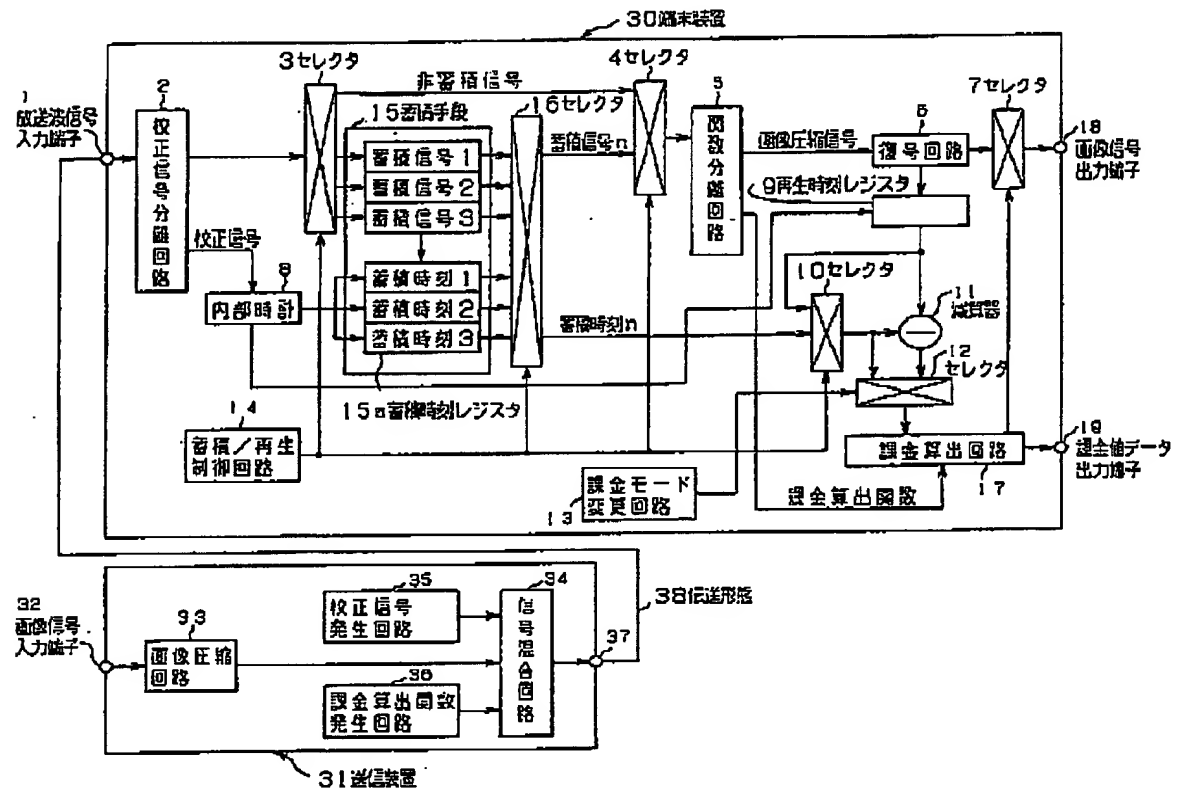 30端末装置
1
放送波信号
入力端子
2
校正信号分離回路
3セレクタ
非蓄積信号
4セレクタ
15蓄積手段
16セレクタ
蓄積信号1
蓄積信号2
蓄積信号3
蓄積信号n
5
関数分離回路
画像圧縮信号
6
復号回路
7セレクタ
18
画像信号
出力端子
9再生時刻レジスタ
校正信号
8
内部時計
蓄積時刻1
蓄積時刻2
蓄積時刻3
蓄積時刻n
10セレクタ
11
減算器
12
セレクタ
15a蓄積時刻レジスタ
14
蓄積/再生
制御回路
13
課金モード
変更回路
課金算出回路
17
課金算出関数
19
課金値データ
出力端子
32
画像信号
入力端子
33
画像圧縮
回路
35
校正信号
発生回路
36
課金算出関数
発生回路
34
信号混合回路
37
38伝送形態
31送信装置